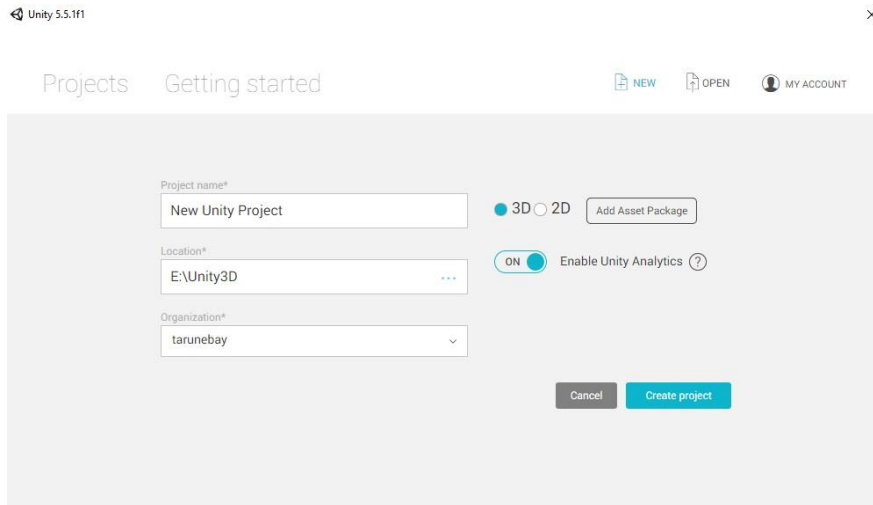 Unity 5.5.1f1
Projects Getting started NEW OPEN MY ACCOUNT
Project name*
New Unity Project
3D 2D Add Asset Package
Location*
E:\Unity3D ...
ON Enable Unity Analytics ?
Organization*
tarunebay
Cancel Create project